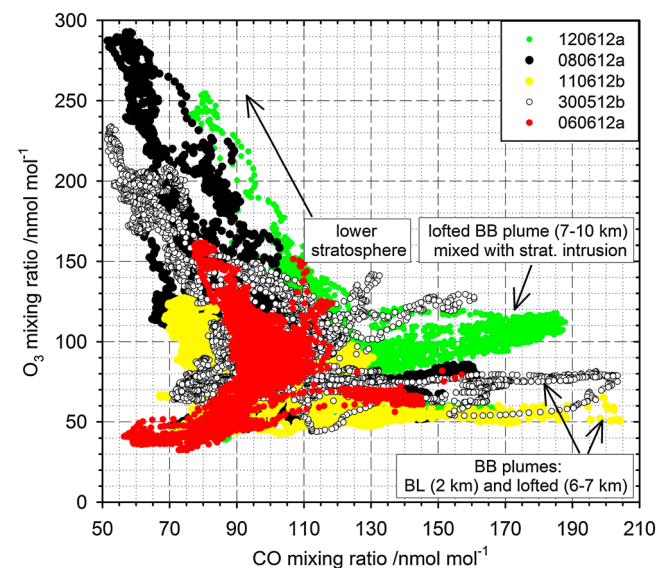 300
250
200
150
100
50
0
O3 mixing ratio /nmol mol-1
120612a
080612a
110612b
300512b
060612a
lower
stratosphere
lofted BB plume (7-10 km)
mixed with strat. intrusion
BB plumes:
BL (2 km) and lofted (6-7 km)
50 70 90 110 130 150 170 190 210
CO mixing ratio /nmol mol-1